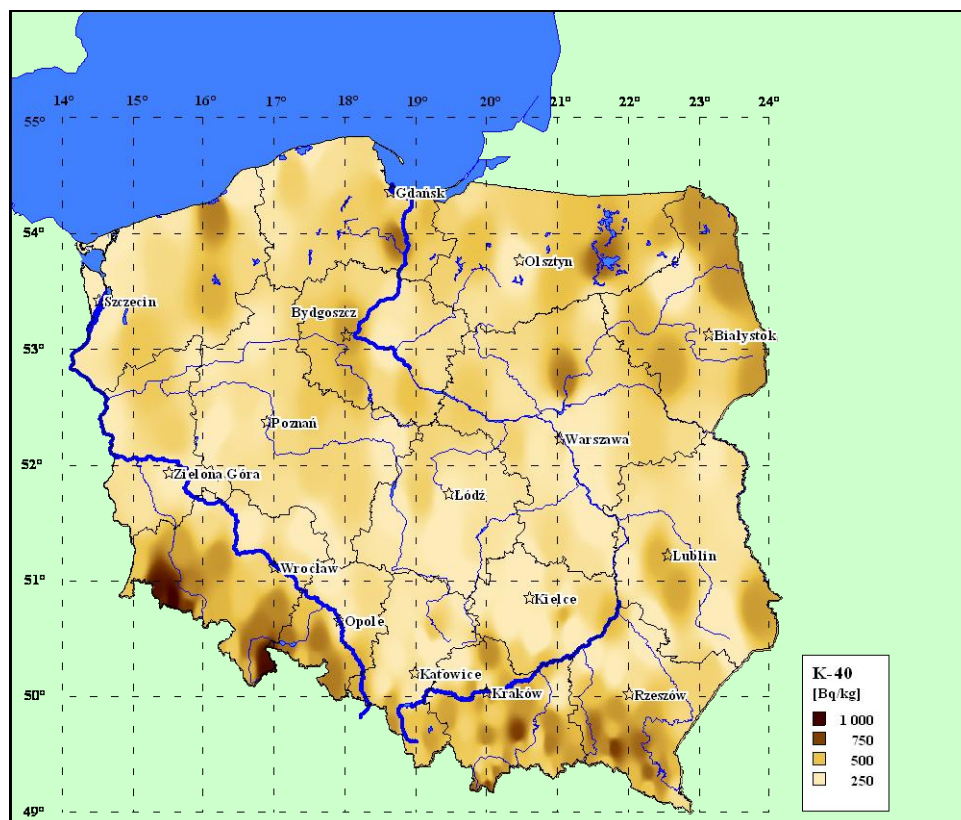 14° 15° 16° 17° 18° 19° 20° 21° 22° 23° 24°
55°
Gdańsk
54°
Olsztyn
Szczecin
Bydgoszcz
Białystok
53°
Poznań
Warszawa
52°
Zielona Góra
Łódź
Lublin
51°
Wrocław
Kielce
Opole
Katowice
50°
Kraków
Rzeszów
49°
K-40
[Bq/kg]
1 000
750
500
250